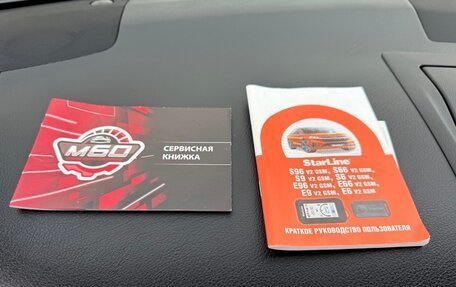 М60
СЕРВИСНАЯ
КНИЖКА
StarLine
S96 V2 GSM, S66 V2 GSM,
S9 V2 GSM, S6 V2 GSM,
E96 V2 GSM, E66 V2 GSM,
E9 V2 GSM, E6 V2 GSM
КРАТКОЕ РУКОВОДСТВО ПОЛЬЗОВАТЕЛЯ